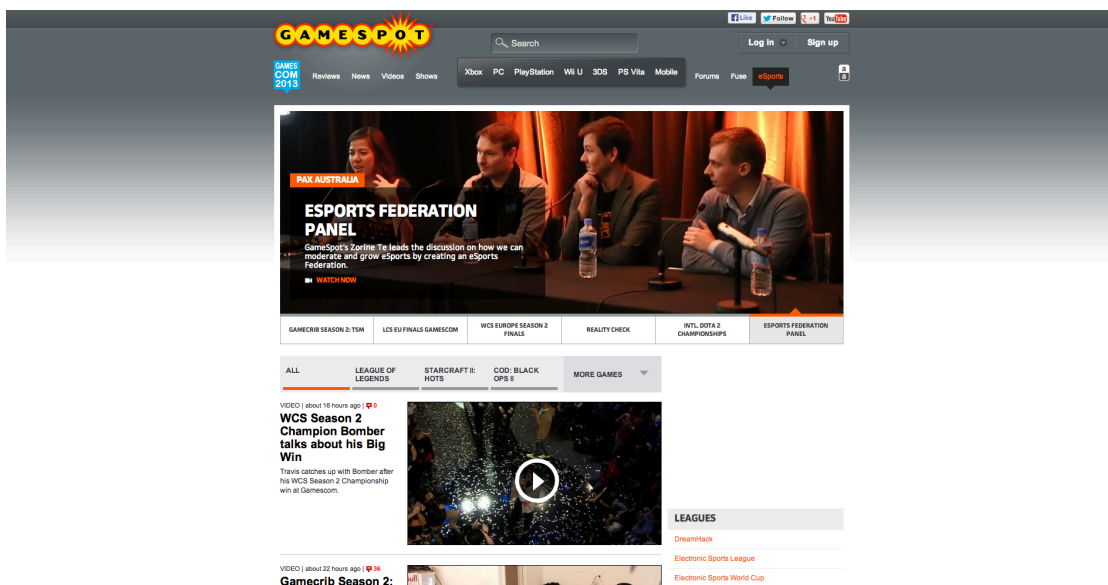 Like
Follow
+1
You Tube
GAMESPOT
Search
Log in
Sign up
GAMES
COM
2013
Reviews News Videos Shows
Xbox PC PlayStation Wii U 3DS PS Vita Mobile
Forums Fuse eSports
a
a
PAX AUSTRALIA
ESPORTS FEDERATION
PANEL
GameSpot's Zorine Te leads the discussion on how we can
moderate and grow eSports by creating an eSports
Federation.
WATCH NOW
GAMECRIB SEASON 2: TSM
LCS EU FINALS GAMESCOM
WCS EUROPE SEASON 2
FINALS
REALITY CHECK
INTL. DOTA 2
CHAMPIONSHIPS
ESPORTS FEDERATION
PANEL
ALL
LEAGUE OF
LEGENDS
STARCRAFT II:
HOTS
COD: BLACK
OPS II
MORE GAMES
VIDEO | about 16 hours ago | 0
WCS Season 2
Champion Bomber
talks about his Big
Win
Travis catches up with Bomber after
his WCS Season 2 Championship
win at Gamescom.
LEAGUES
DreamHack
Electronic Sports League
Electronic Sports World Cup
VIDEO | about 22 hours ago | 36
Gamecrib Season 2: